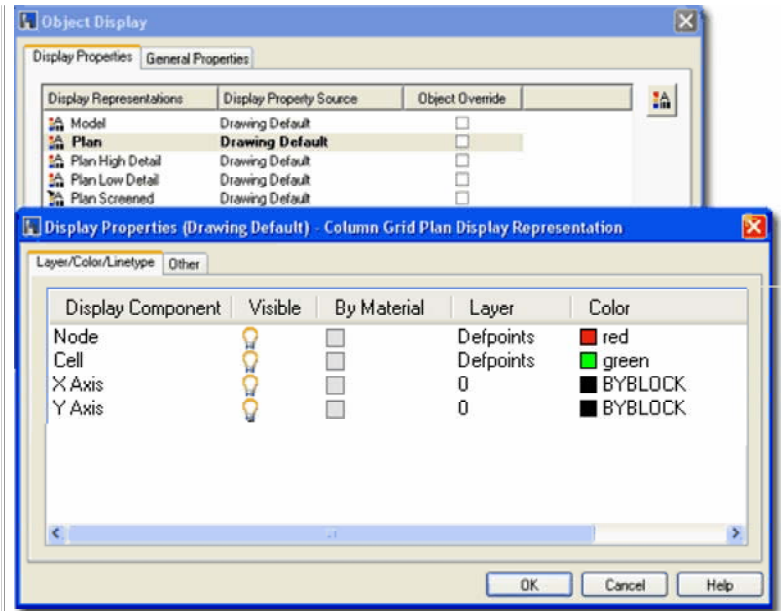 Object Display
Display Properties General Properties
Display Representations Display Property Source Object Override
Model Drawing Default
Plan Drawing Default
Plan High Detail Drawing Default
Plan Low Detail Drawing Default
Plan Screened Drawing Default
Display Properties (Drawing Default) - Column Grid Plan Display Representation
Layer/Color/Linetype Other
Display Component Visible By Material Layer Color
Node Defpoints red
Cell Defpoints green
X Axis 0 BYBLOCK
Y Axis 0 BYBLOCK
OK Cancel Help